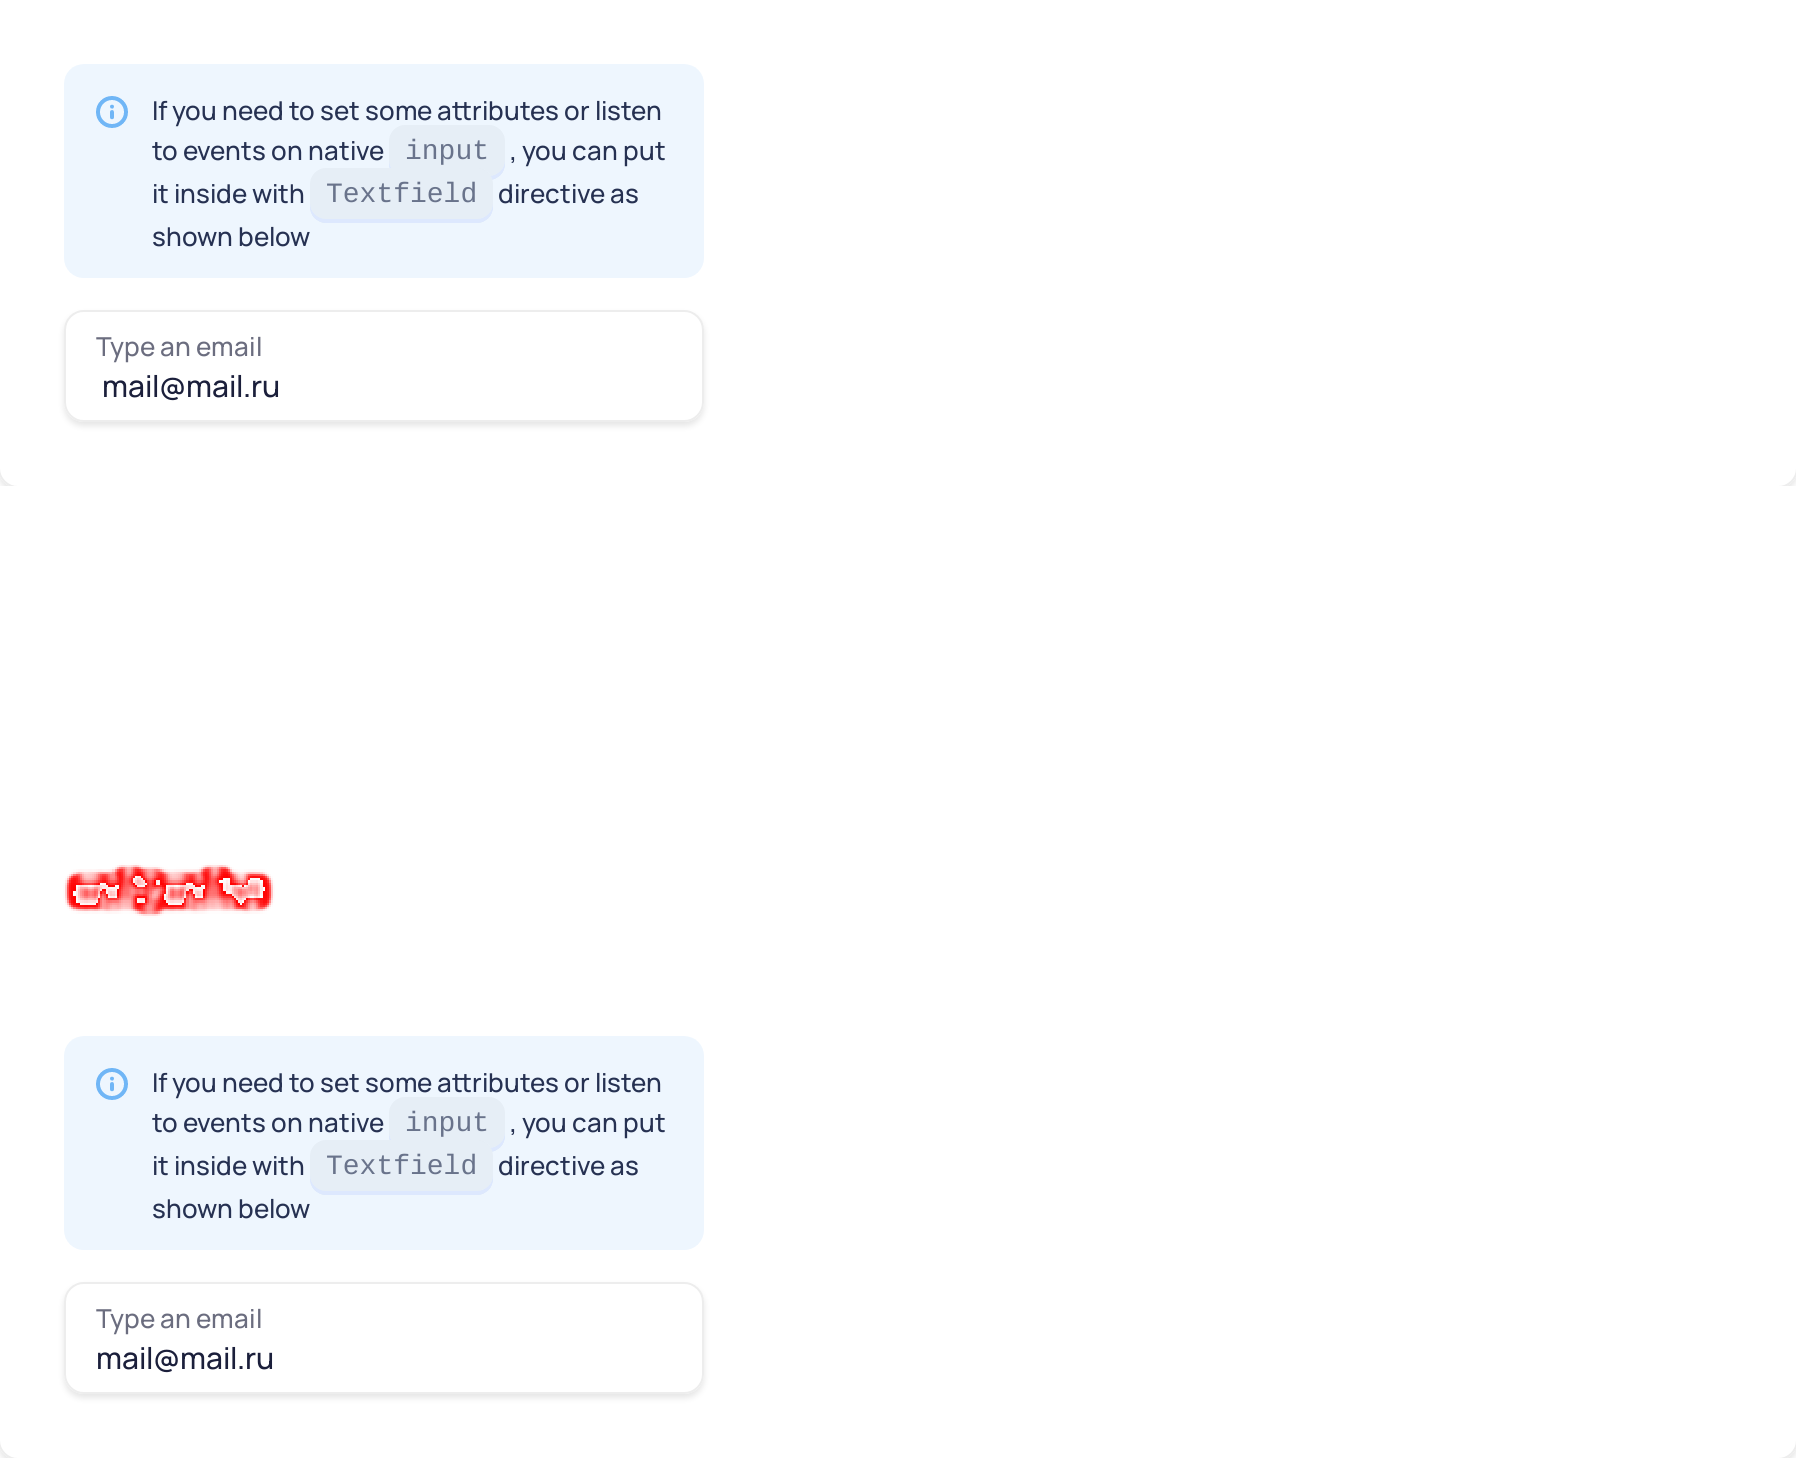 If you need to set some attributes or listen
to events on native input , you can put
it inside with Textfield directive as
shown below
Type an email
mail@mail.ru
If you need to set some attributes or listen
to events on native input , you can put
it inside with Textfield directive as
shown below
Type an email
mail@mail.ru